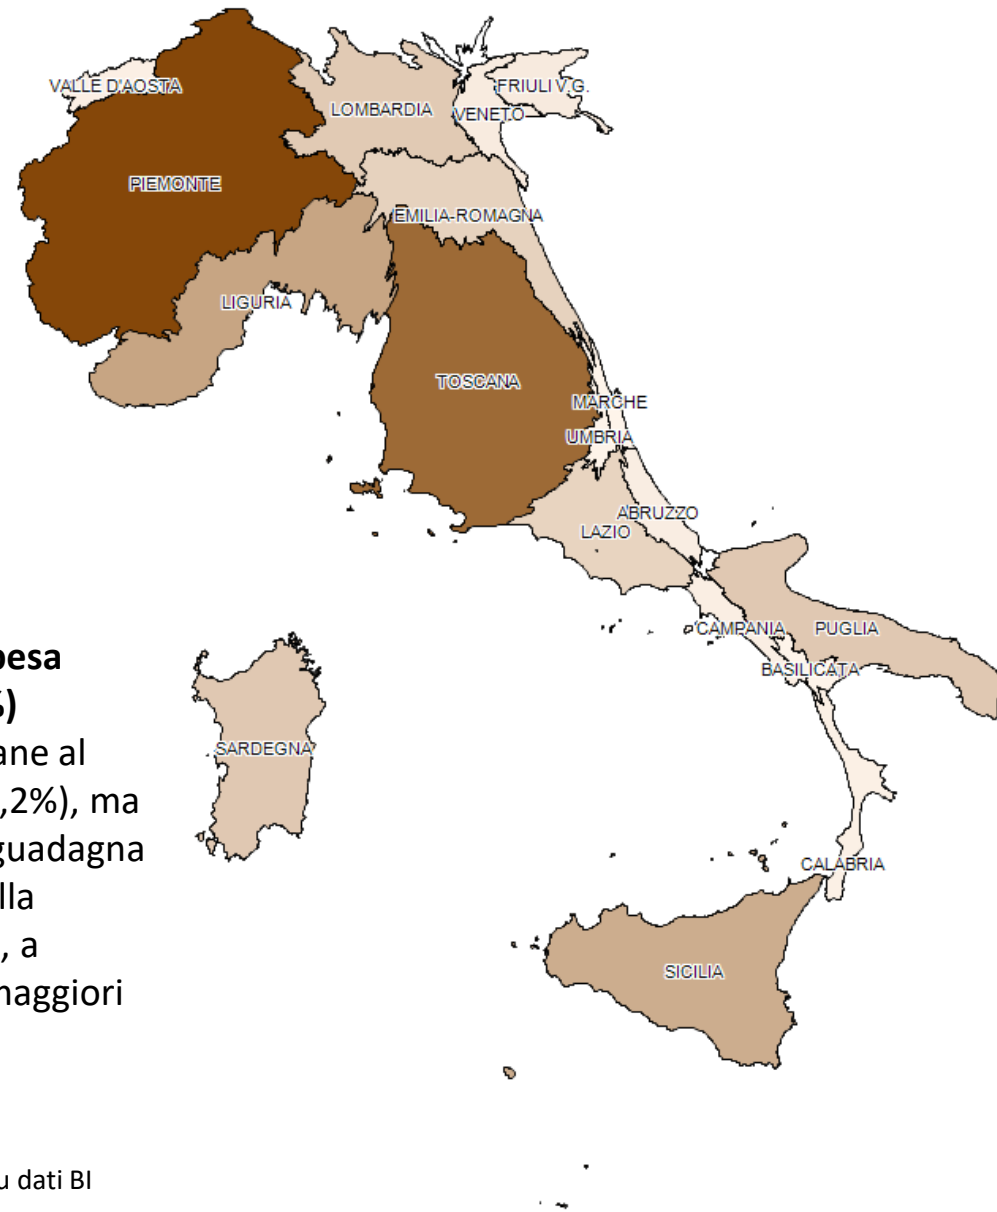 VALLE D'AOSTA
FRIULI V.G.
LOMBARDIA
VENETO
PIEMONTE
EMILIA-ROMAGNA
LIGURIA
TOSCANA
MARCHE
UMBRIA
ABRUZZO
LAZIO
CAMPANIA
PUGLIA
BASILICATA
SARDEGNA
CALABRIA
SICILIA
pesa
%)
ane al
,2%), ma
guadagna
lla
, a
maggiori
u dati BI